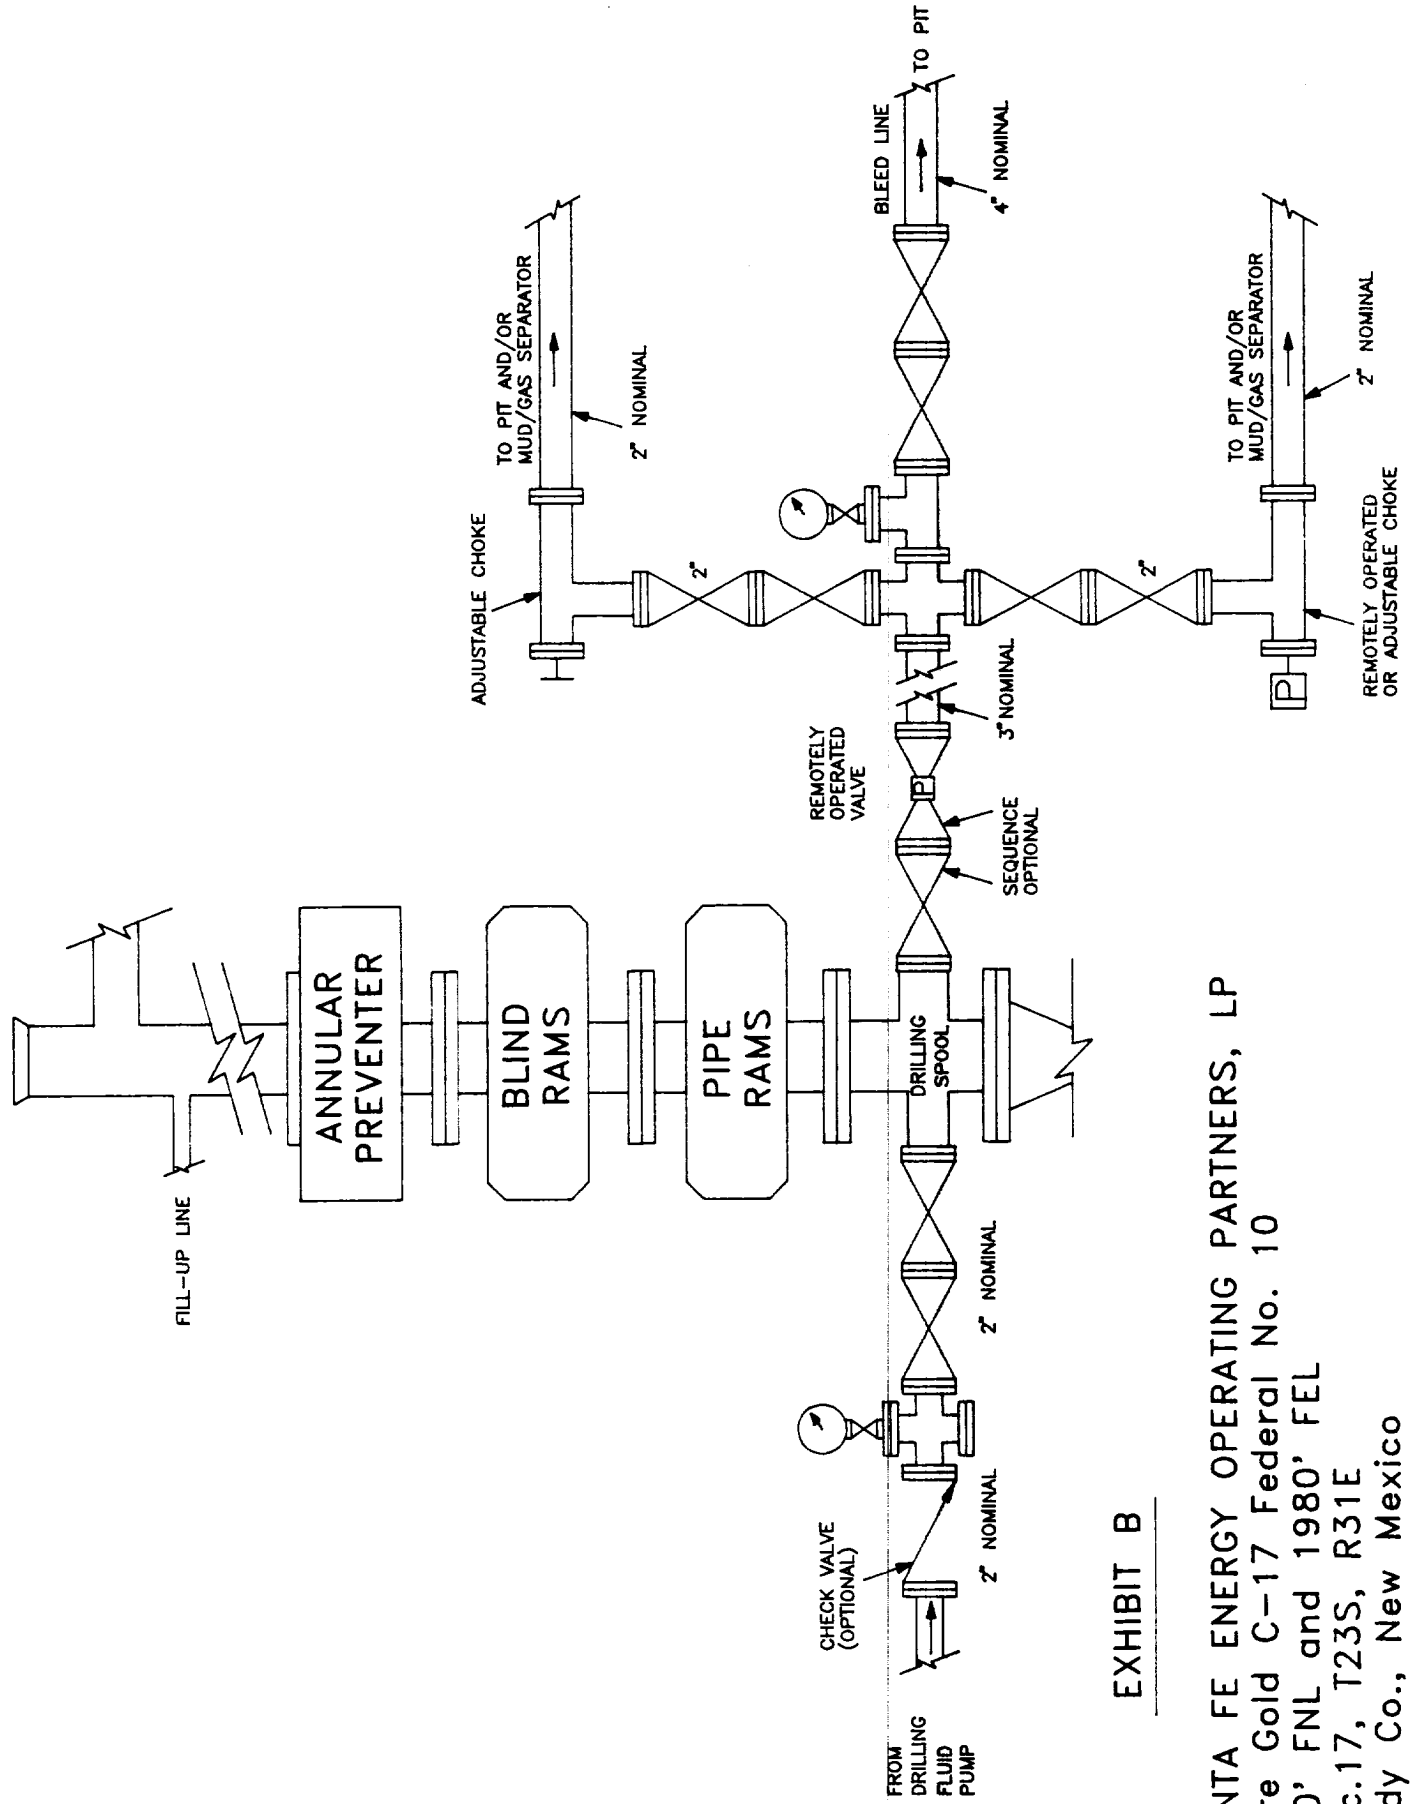 FILL-UP LINE
ANNULAR
PREVENTER
BLIND
RAMS
PIPE
RAMS
DRILLING
SPOOL
ADJUSTABLE CHOKE
TO PIT AND/OR
MUD/GAS SEPARATOR
2" NOMINAL
2"
BLEED LINE
TO PIT
4" NOMINAL
REMOTELY
OPERATED
VALVE
P
3" NOMINAL
SEQUENCE
OPTIONAL
2"
TO PIT AND/OR
MUD/GAS SEPARATOR
2" NOMINAL
P
REMOTELY OPERATED
OR ADJUSTABLE CHOKE
2" NOMINAL
CHECK VALVE
(OPTIONAL)
2" NOMINAL
FROM
DRILLING
FLUID
PUMP
EXHIBIT B
NTA FE ENERGY OPERATING PARTNERS, LP
re Gold C-17 Federal No. 10
0' FNL and 1980' FEL
c.17, T23S, R31E
dy Co., New Mexico